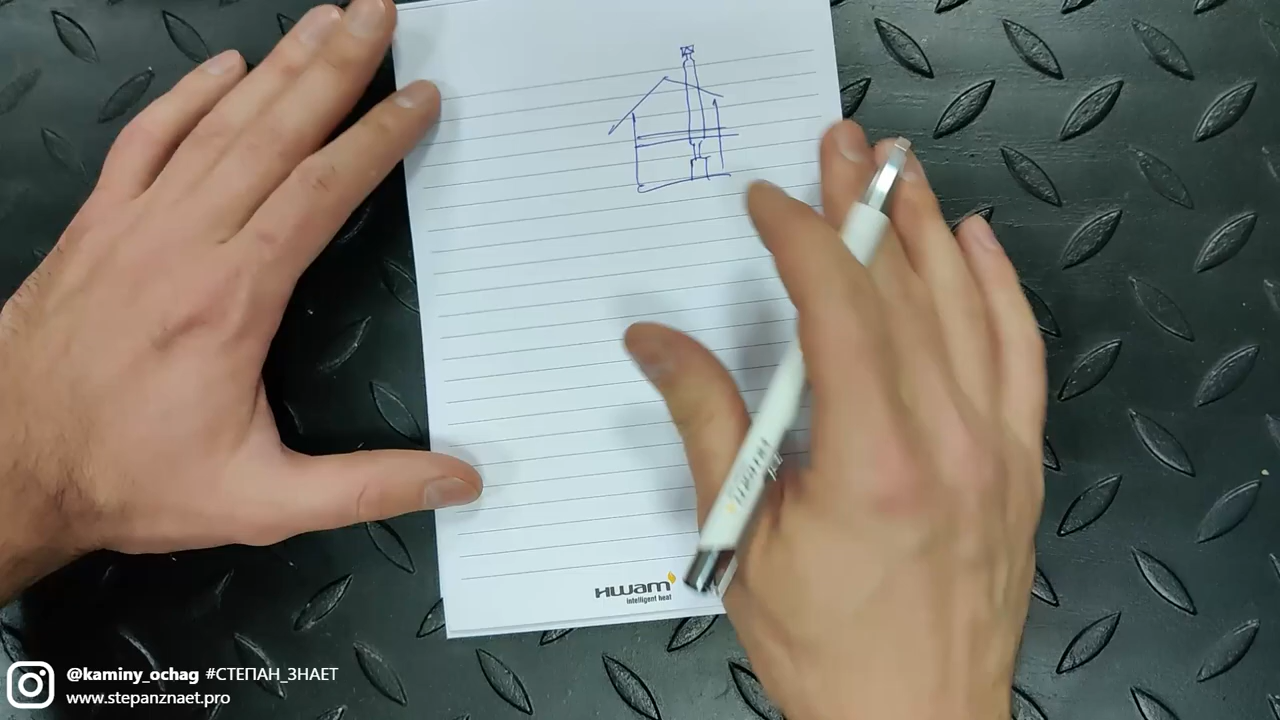 HWAM
intelligent heat
@kaminy_ochag #СТЕПАН_ЗНАЕТ
www.stepanznaet.pro